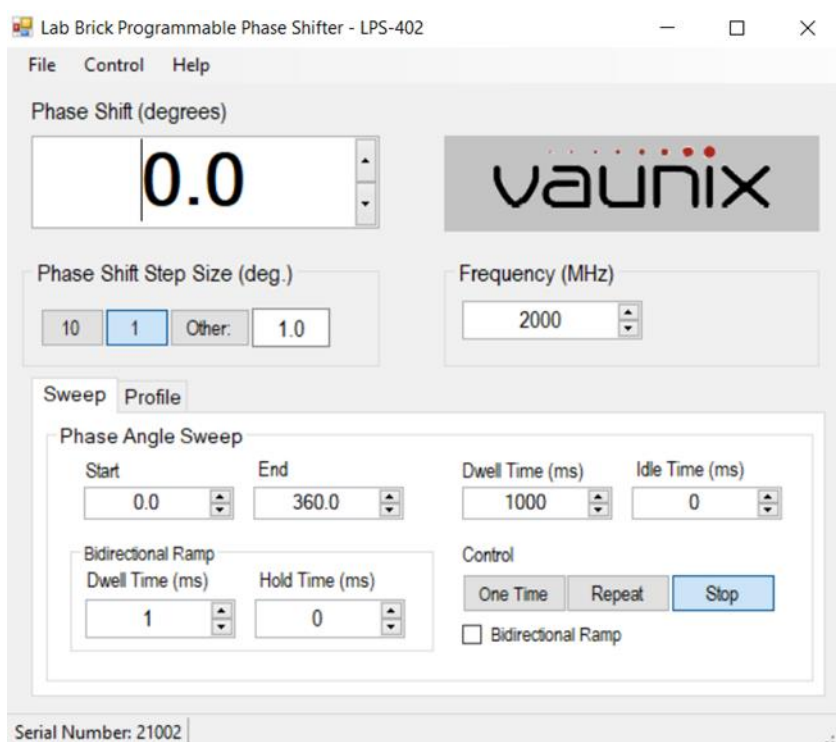 Lab Brick Programmable Phase Shifter - LPS-402
File Control Help
Phase Shift (degrees)
0.0
vaunix
Phase Shift Step Size (deg.)
10 1 Other: 1.0
Frequency (MHz)
2000
Sweep Profile
Phase Angle Sweep
Start End Dwell Time (ms) Idle Time (ms)
0.0 360.0 1000 0
Bidirectional Ramp
Dwell Time (ms) Hold Time (ms)
1 0
Control
One Time Repeat Stop
Bidirectional Ramp
Serial Number: 21002